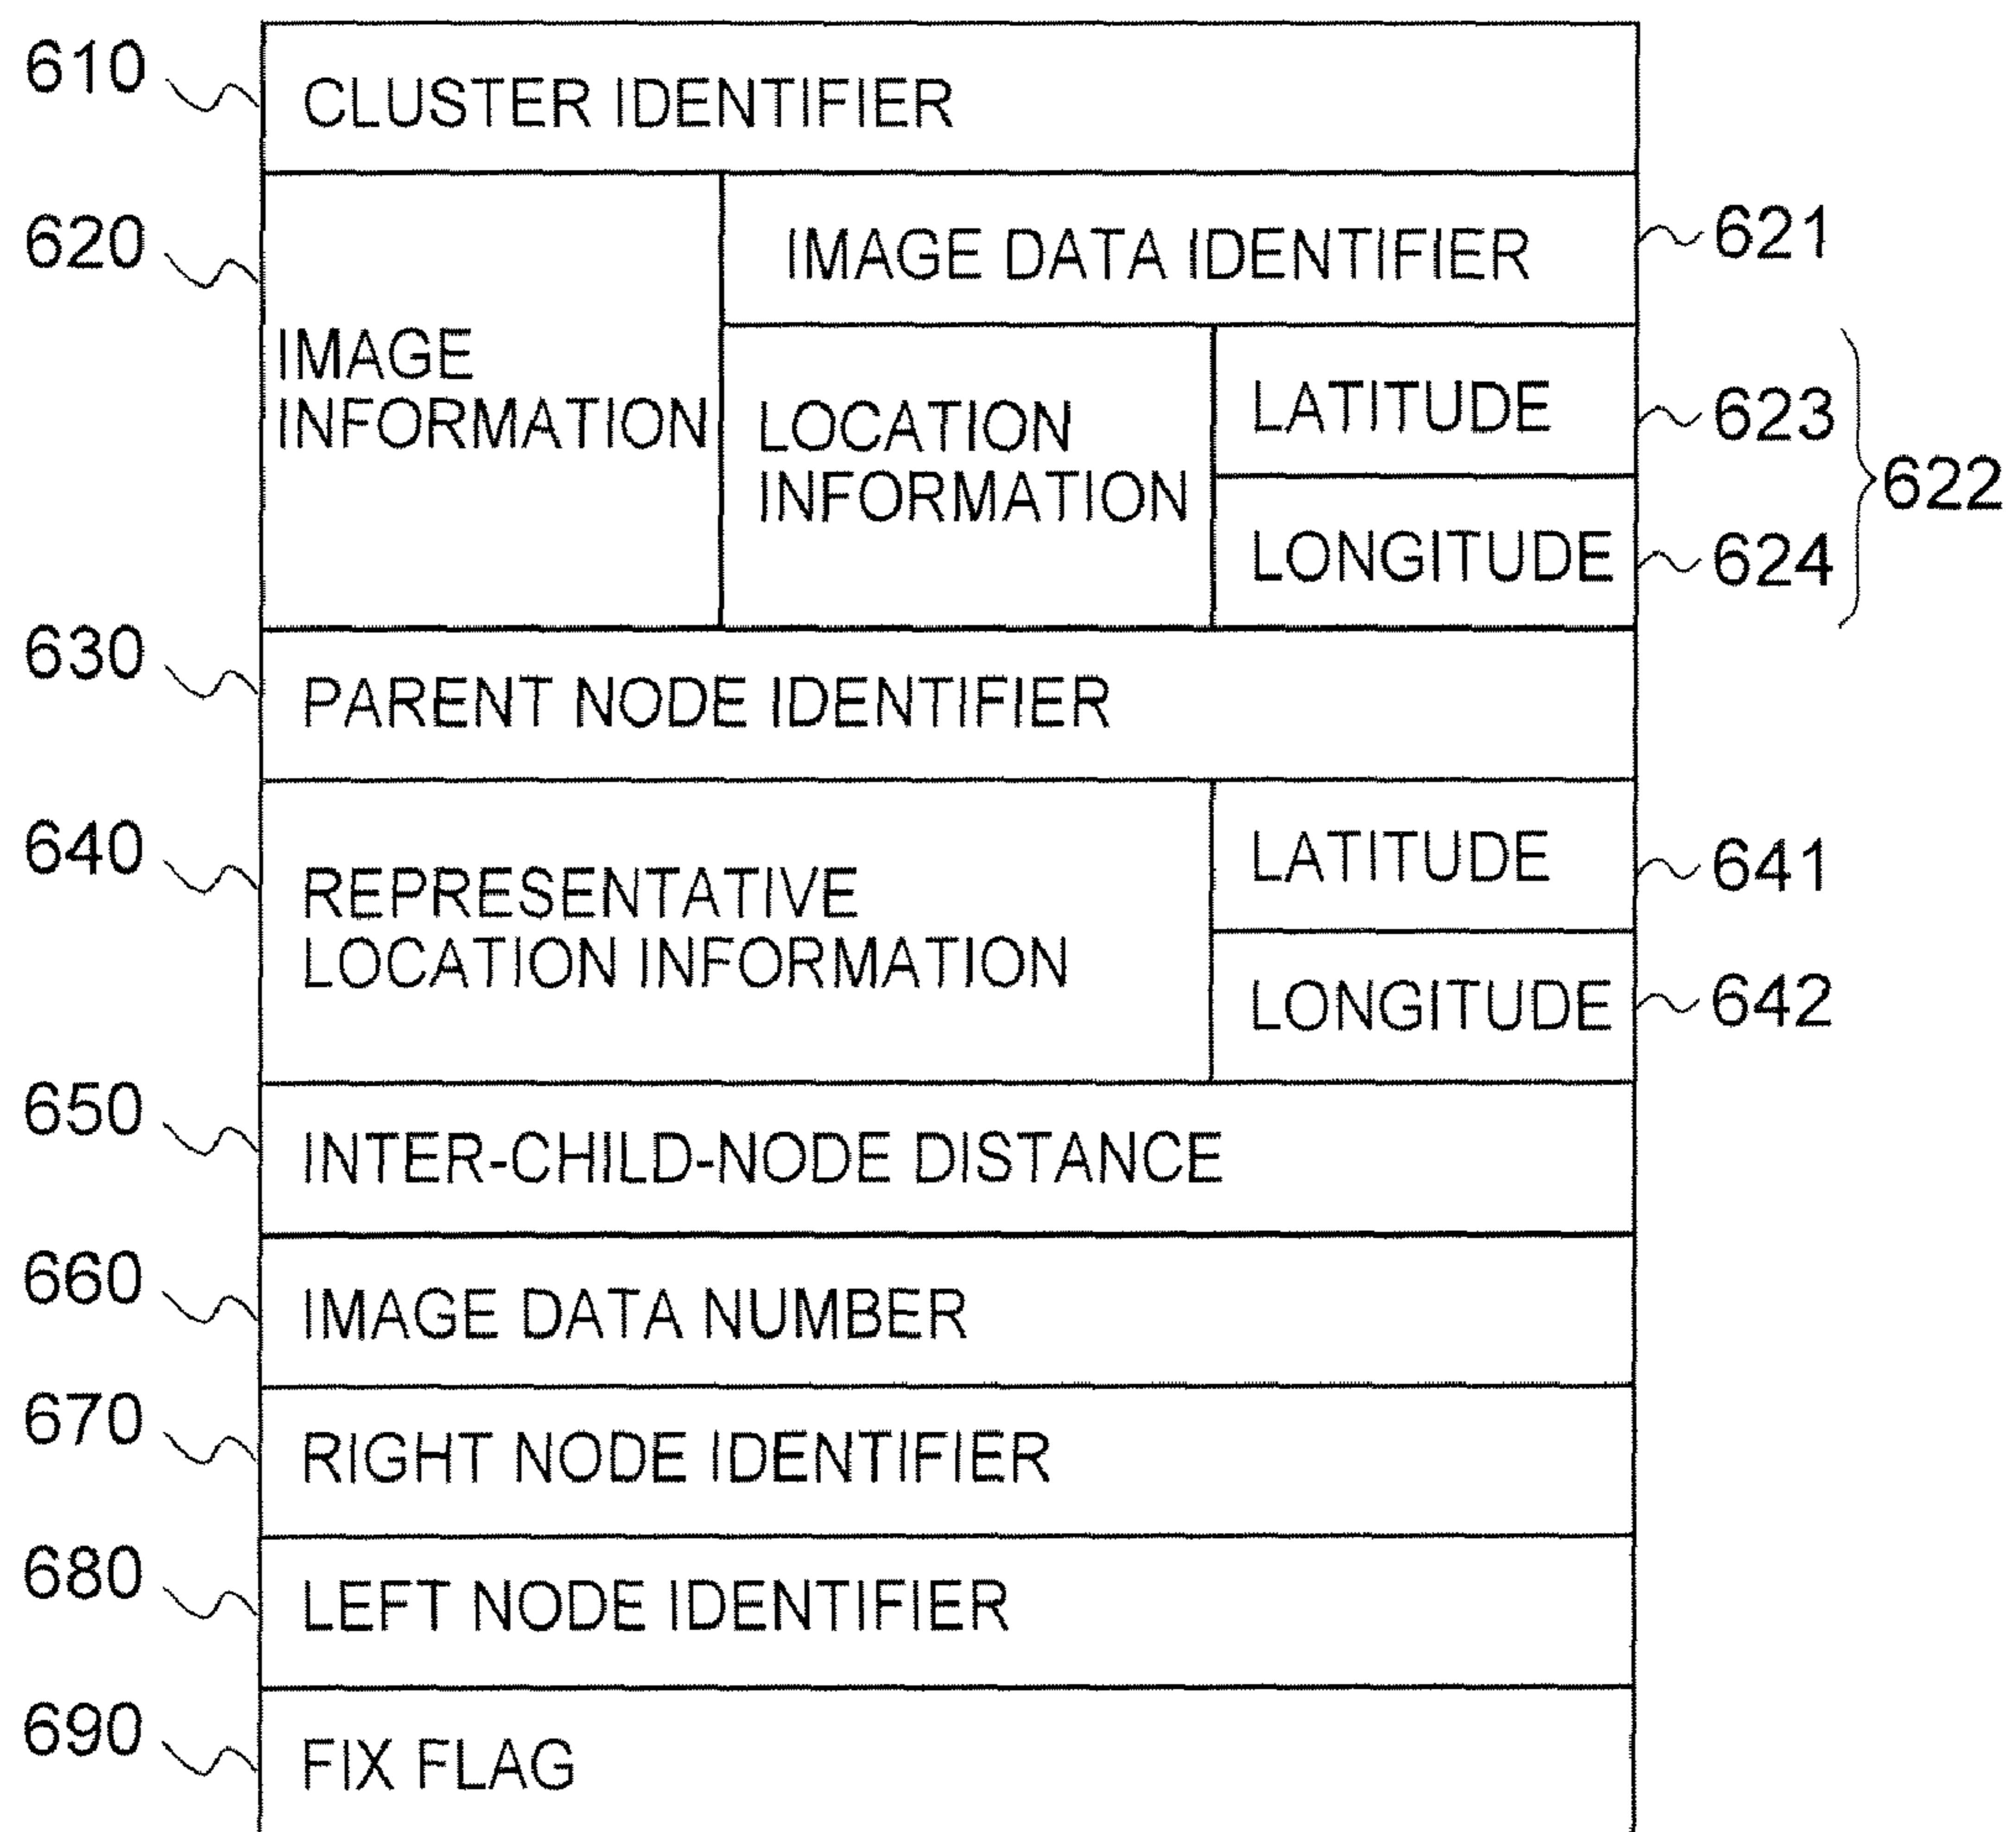 610
CLUSTER IDENTIFIER
620
IMAGE
INFORMATION
IMAGE DATA IDENTIFIER
621
LOCATION
INFORMATION
LATITUDE
623
LONGITUDE
624
622
630
PARENT NODE IDENTIFIER
640
REPRESENTATIVE
LOCATION INFORMATION
LATITUDE
641
LONGITUDE
642
650
INTER-CHILD-NODE DISTANCE
660
IMAGE DATA NUMBER
670
RIGHT NODE IDENTIFIER
680
LEFT NODE IDENTIFIER
690
FIX FLAG